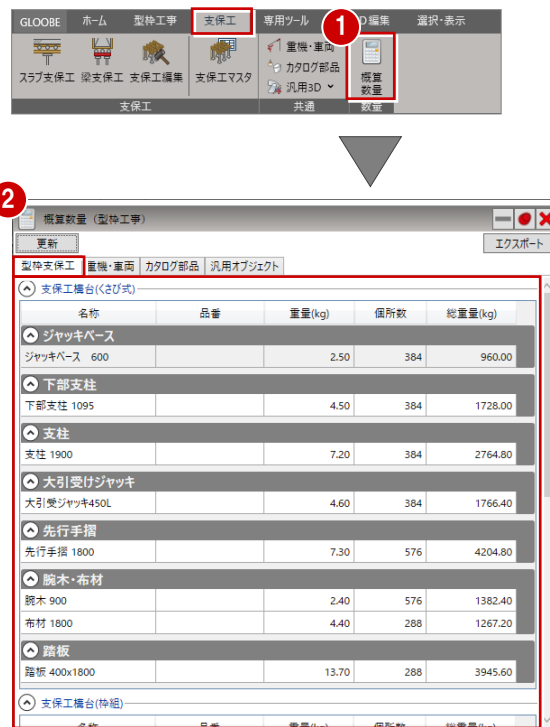 GLOOBE ホーム 型枠工事 支保工 専用ツール D編集 選択・表示
1
スラブ支保工 梁支保工 支保工編集 支保工マスタ
重機・車両
カタログ部品
汎用3D
概算
数量
支保工 共通 数量
2
概算数量（型枠工事）
更新 エクスポート
型枠支保工 重機・車両 カタログ部品 汎用オブジェクト
支保工構台(くさび式)
名称 品番 重量(kg) 個所数 総重量(kg)
ジャッキベース
ジャッキベース 600 2.50 384 960.00
下部支柱
下部支柱 1095 4.50 384 1728.00
支柱
支柱 1900 7.20 384 2764.80
大引受けジャッキ
大引受ジャッキ450L 4.60 384 1766.40
先行手摺
先行手摺 1800 7.30 576 4204.80
腕木・布材
腕木 900 2.40 576 1382.40
布材 1800 4.40 288 1267.20
踏板
踏板 400x1800 13.70 288 3945.60
支保工構台(枠組)